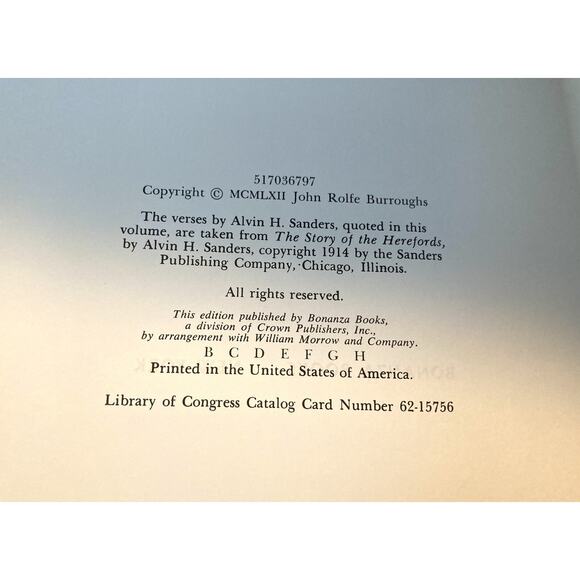 517036797
Copyright © MCMLXII John Rolfe Burroughs
The verses by Alvin H. Sanders, quoted in this
volume, are taken from The Story of the Herefords,
by Alvin H. Sanders, copyright 1914 by the Sanders
Publishing Company, Chicago, Illinois.
All rights reserved.
This edition published by Bonanza Books,
a division of Crown Publishers, Inc.,
by arrangement with William Morrow and Company.
B C D E F G H
Printed in the United States of America.
Library of Congress Catalog Card Number 62-15756